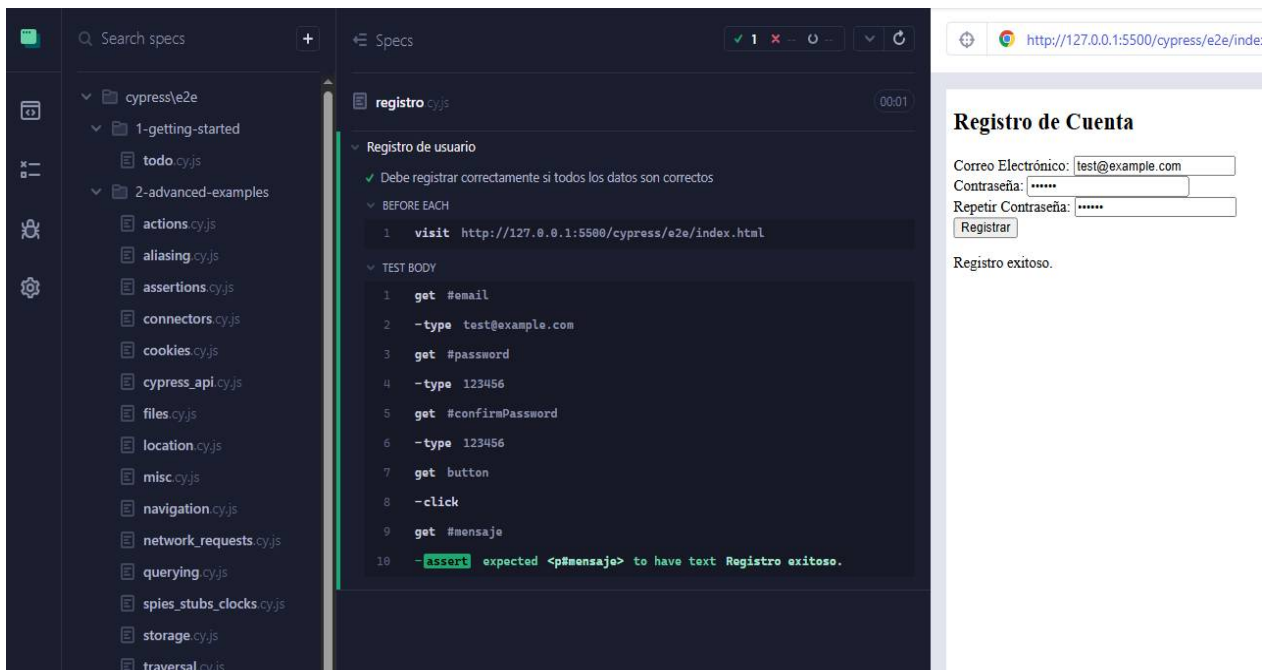 Search specs
+
cypress\e2e
1-getting-started
todo.cy.js
2-advanced-examples
actions.cy.js
aliasing.cy.js
assertions.cy.js
connectors.cy.js
cookies.cy.js
cypress_api.cy.js
files.cy.js
location.cy.js
misc.cy.js
navigation.cy.js
network_requests.cy.js
querying.cy.js
spies_stubs_clocks.cy.js
storage.cy.js
traversal.cy.js
Specs
✓ 1 × -- --
registro cy.js 00:01
Registro de usuario
✓ Debe registrar correctamente si todos los datos son correctos
BEFORE EACH
1 visit http://127.0.0.1:5500/cypress/e2e/index.html
TEST BODY
1 get #email
2 -type test@example.com
3 get #password
4 -type 123456
5 get #confirmPassword
6 -type 123456
7 get button
8 -click
9 get #mensaje
10 -assert expected <p#mensaje> to have text Registro exitoso.
http://127.0.0.1:5500/cypress/e2e/inde
Registro de Cuenta
Correo Electrónico: test@example.com
Contraseña: ••••••
Repetir Contraseña: ••••••
Registrar
Registro exitoso.